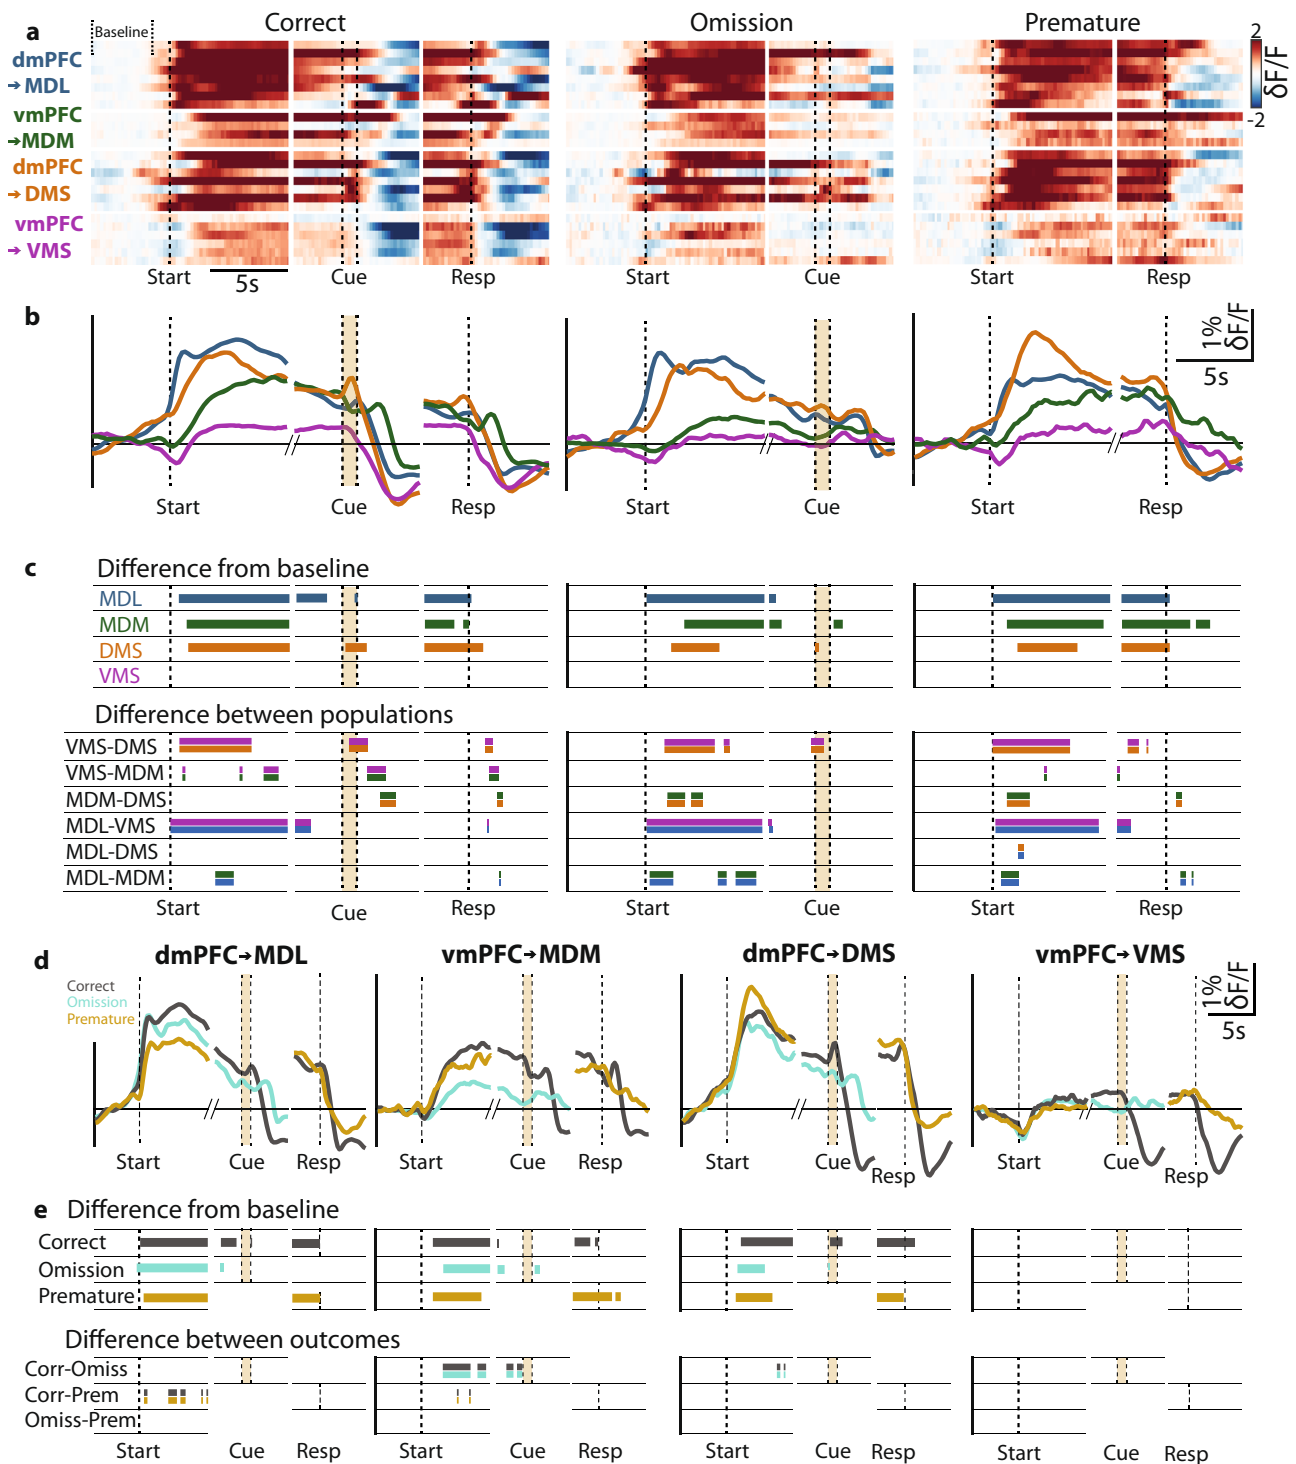 a
Baseline
Correct
Omission
Premature
dmPFC
→MDL
vmPFC
→MDM
dmPFC
→ DMS
vmPFC
→ VMS
2
δF/F
-2
Start
5s
Cue
Resp
Start
Cue
Start
Resp
b
1%
δF/F
5s
Start
Cue
Resp
Start
Cue
Start
Resp
c
Difference from baseline
MDL
MDM
DMS
VMS
Difference between populations
VMS-DMS
VMS-MDM
MDM-DMS
MDL-VMS
MDL-DMS
MDL-MDM
Start
Cue
Resp
Start
Cue
Start
Resp
d
dmPFC→MDL
vmPFC→MDM
dmPFC→DMS
vmPFC→VMS
Correct
Omission
Premature
1%
δF/F
5s
Start
Cue
Resp
Start
Cue
Resp
Start
Cue
Resp
Start
Cue
Resp
e
Difference from baseline
Correct
Omission
Premature
Difference between outcomes
Corr-Omiss
Corr-Prem
Omiss-Prem
Start
Cue
Resp
Start
Cue
Resp
Start
Cue
Resp
Start
Cue
Resp